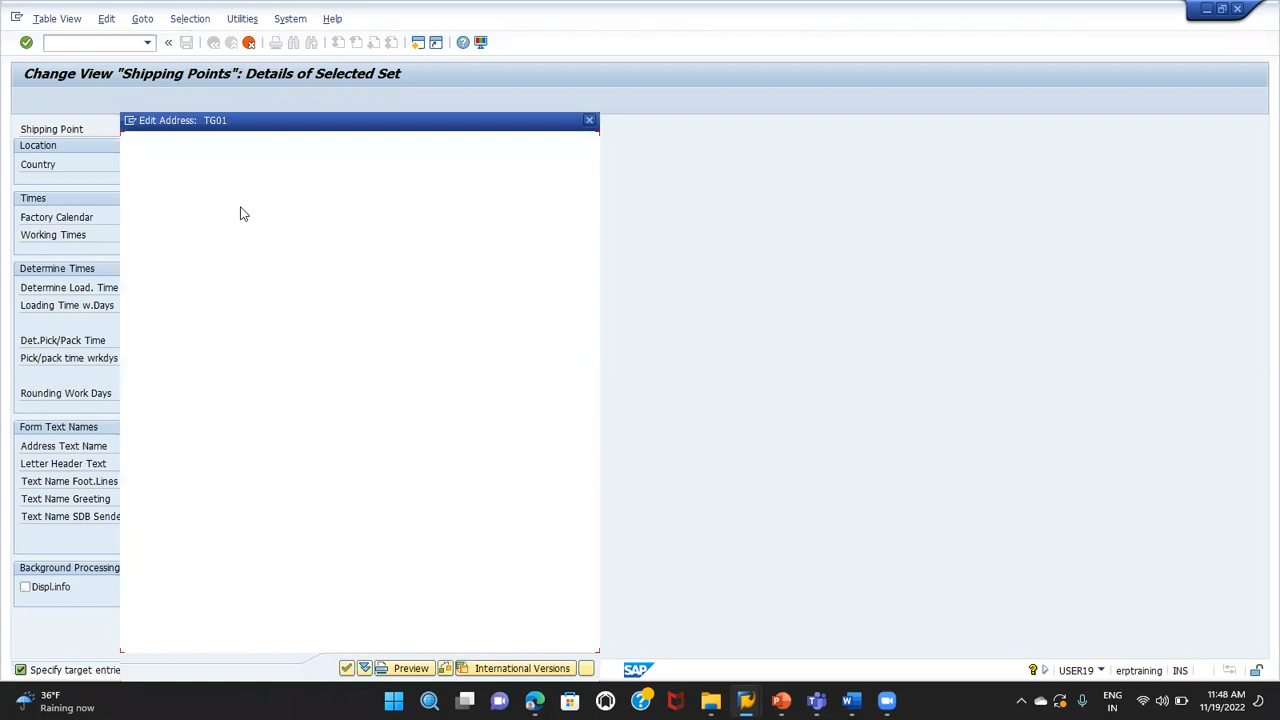 Table View Edit Goto Selection Utilities System Help
Change View "Shipping Points": Details of Selected Set
Edit Address: TG01
Shipping Point
Location
Country
Times
Factory Calendar
Working Times
Determine Times
Determine Load. Time
Loading Time w.Days
Det.Pick/Pack Time
Pick/pack time wrkdys
Rounding Work Days
Form Text Names
Address Text Name
Letter Header Text
Text Name Foot.Lines
Text Name Greeting
Text Name SDB Sende
Background Processing
Displ.info
Preview International Versions
Specify target entrie
SAP
USER19 erptraining INS
36°F
Raining now
ENG
IN
11:48 AM
11/19/2022